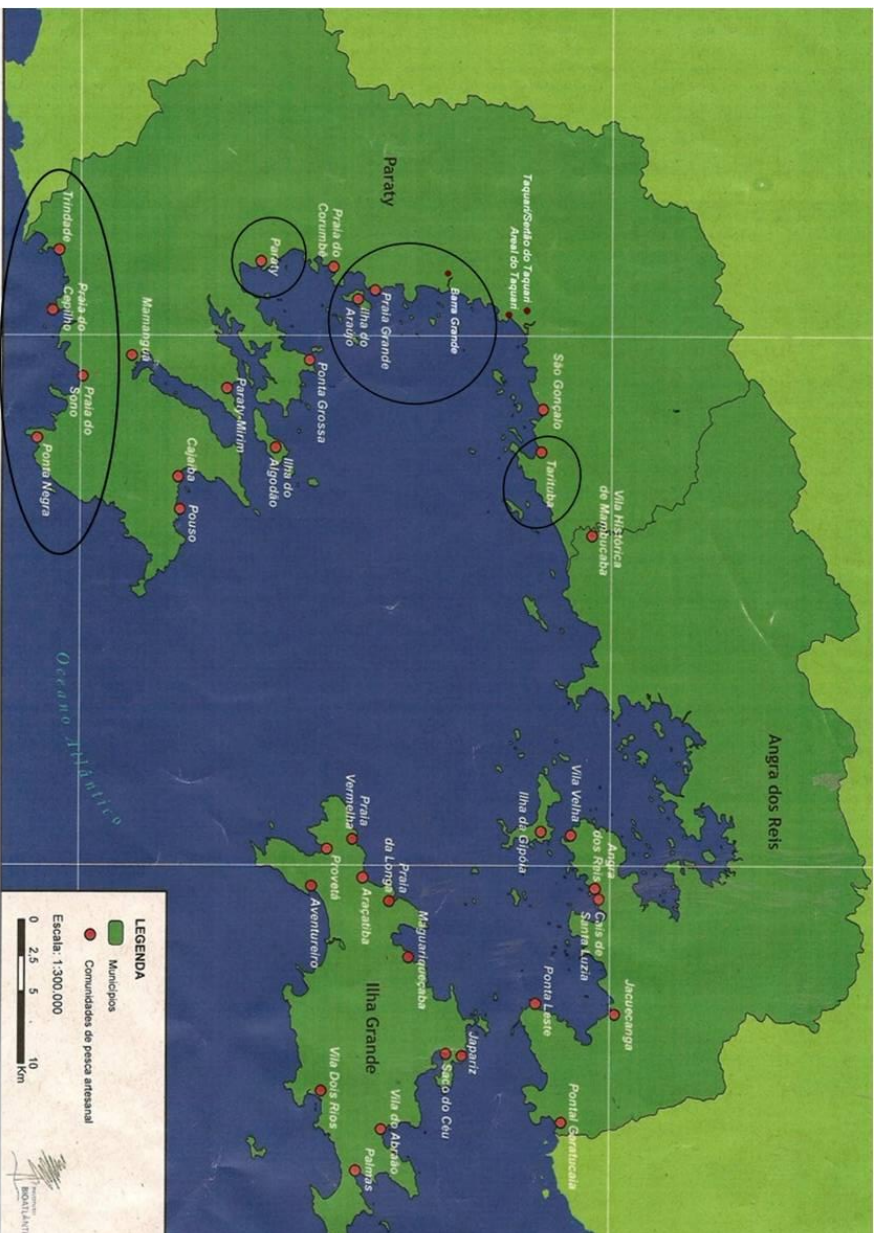 Angra dos Reis
Jacuecanga
Vila Histórica
de Mambucaba
Angra
dos Reis
Cais de
Santa Luzia
Vila Velha
Pontal Garatucaia
Tarituba
São Gonçalo
Ponta Leste
Ilha da Gipóia
Taquari/Sertão do Taquari
Areal do Taquari
Barra Grande
Japariz
Saco do Céu
Maguariqueçaba
Praia
da Longa
Paraty
Praia Grande
Ilha do
Araújo
Araçatiba
Praia
Vermelha
Ilha Grande
Vila do Abraão
Palmas
Praia do
Corumbê
Ponta Grossa
Provetá
Aventureiro
Vila Dois Rios
Paraty
Ilha do
Algodão
Paraty-Mirim
Cajaíba
Pouso
Mamanguá
Praia do
Sono
Praia do
Cepilho
Trindade
Ponta Negra
Oceano Atlântico
LEGENDA
Municípios
Comunidades de pesca artesanal
Escala: 1:300.000
0 2,5 5 10
Km
INSTITUTO
BIOATLÂNTI